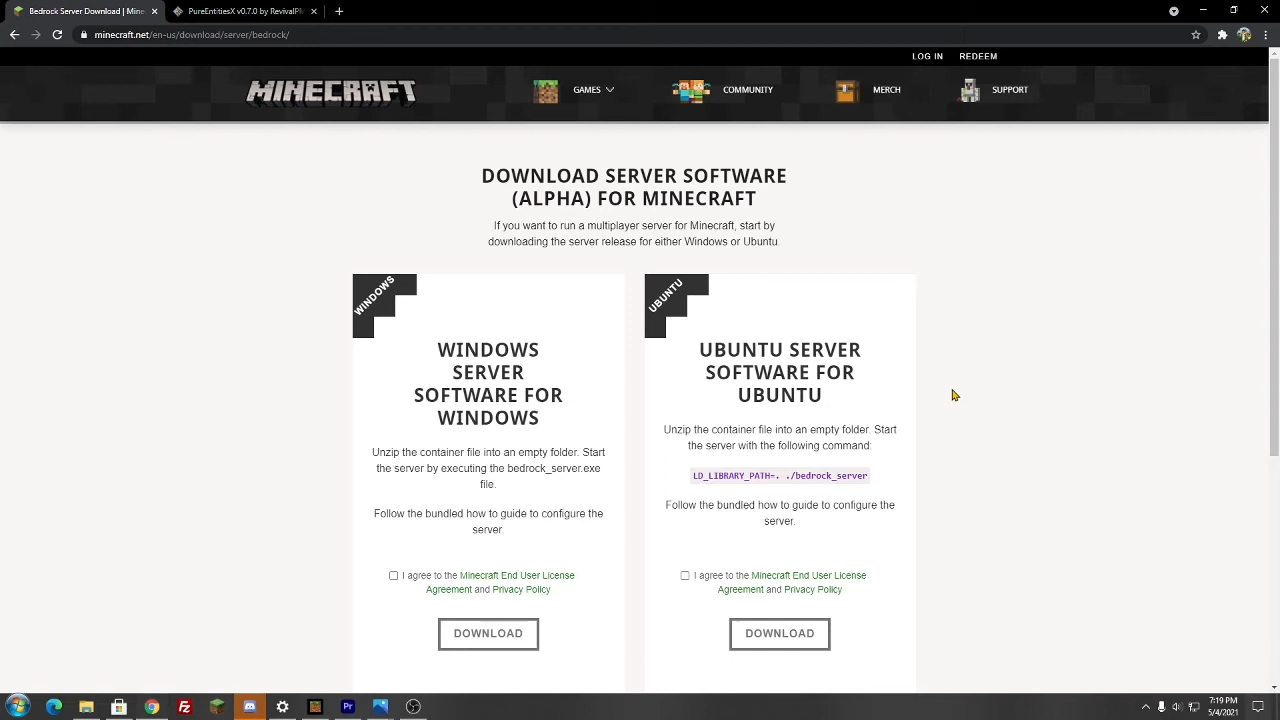 Bedrock Server Download | Mine
PureEntitiesX v0.7.0 by RevivalPM
minecraft.net/en-us/download/server/bedrock/
LOG IN
REDEEM
MINECRAFT
GAMES
COMMUNITY
MERCH
SUPPORT
DOWNLOAD SERVER SOFTWARE
(ALPHA) FOR MINECRAFT
If you want to run a multiplayer server for Minecraft, start by
downloading the server release for either Windows or Ubuntu.
WINDOWS
WINDOWS
SERVER
SOFTWARE FOR
WINDOWS
Unzip the container file into an empty folder. Start
the server by executing the bedrock_server.exe
file.
Follow the bundled how to guide to configure the
server
I agree to the Minecraft End User License
Agreement and Privacy Policy
DOWNLOAD
UBUNTU
UBUNTU SERVER
SOFTWARE FOR
UBUNTU
Unzip the container file into an empty folder. Start
the server with the following command:
LD_LIBRARY_PATH=. ./bedrock_server
Follow the bundled how to guide to configure the
server.
I agree to the Minecraft End User License
Agreement and Privacy Policy
DOWNLOAD
Fz
Pr
7:19 PM
5/4/2021